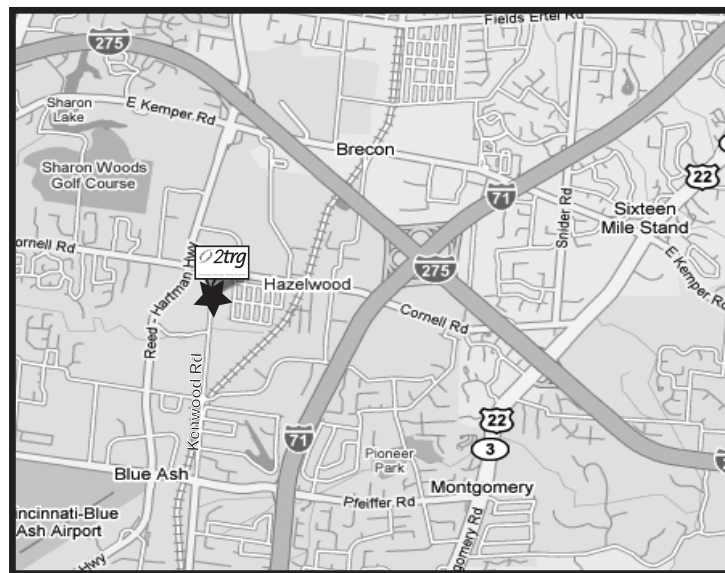 Fields Ertel Rd
275
Sharon
Lake
E Kemper Rd
Brecon
Sharon Woods
Golf Course
71
22
Snider Rd
Sixteen
Mile Stand
E Kemper Rd
ornell Rd
2trg
Reed - Hartman Hwy
Hazelwood
275
Cornell Rd
Kenwood Rd
71
22
3
Pioneer
Park
Blue Ash
Pfeiffer Rd
Montgomery
incinnati-Blue
Ash Airport
Hwy
gomery Rd